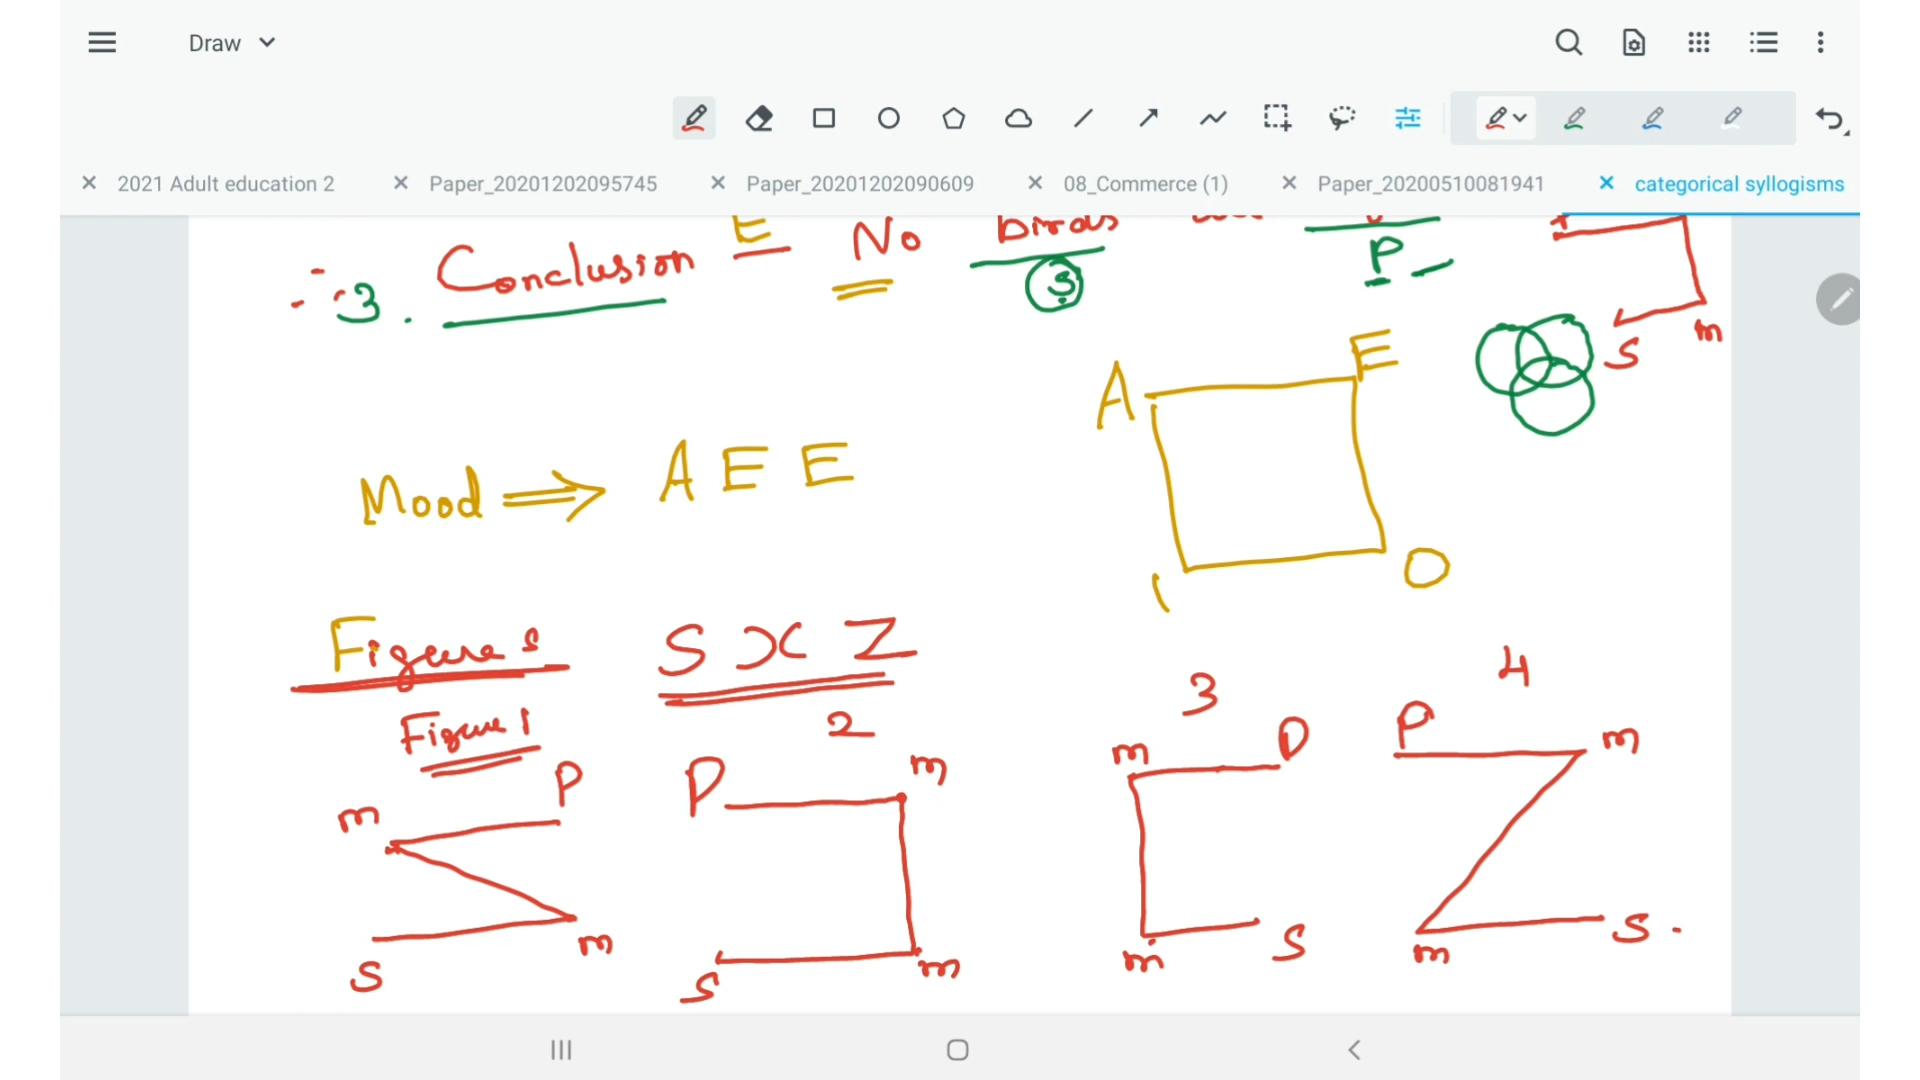 Draw
2021 Adult education 2
Paper_20201202095745
Paper_20201202090609
08_Commerce (1)
Paper_20200510081941
categorical syllogisms
∴ 3. Conclusion E No birds
S P
S m
A E
Mood ⇒ A E E
I O
Figures S X Z
Figure 1 2 3 4
m P P m m P P m
S m S m m S m S.